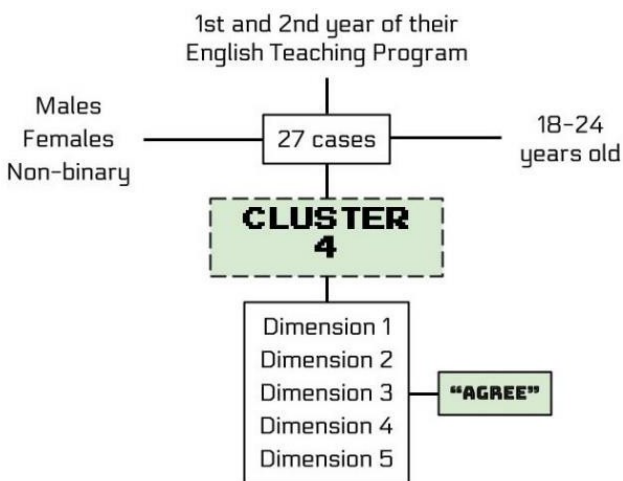 1st and 2nd year of their
English Teaching Program
Males
Females
Non-binary
27 cases
18-24
years old
CLUSTER
4
Dimension 1
Dimension 2
Dimension 3
Dimension 4
Dimension 5
"AGREE"